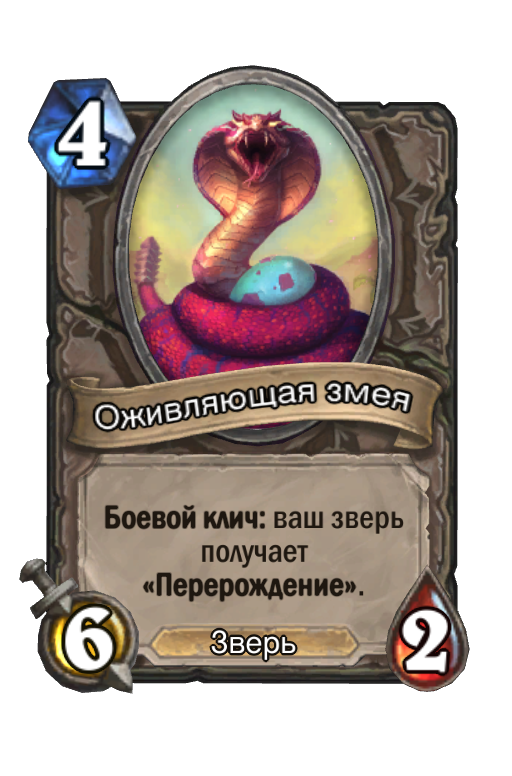 4
Оживляющая змея
Боевой клич: ваш зверь
получает
«Перерождение».
6
Зверь
2